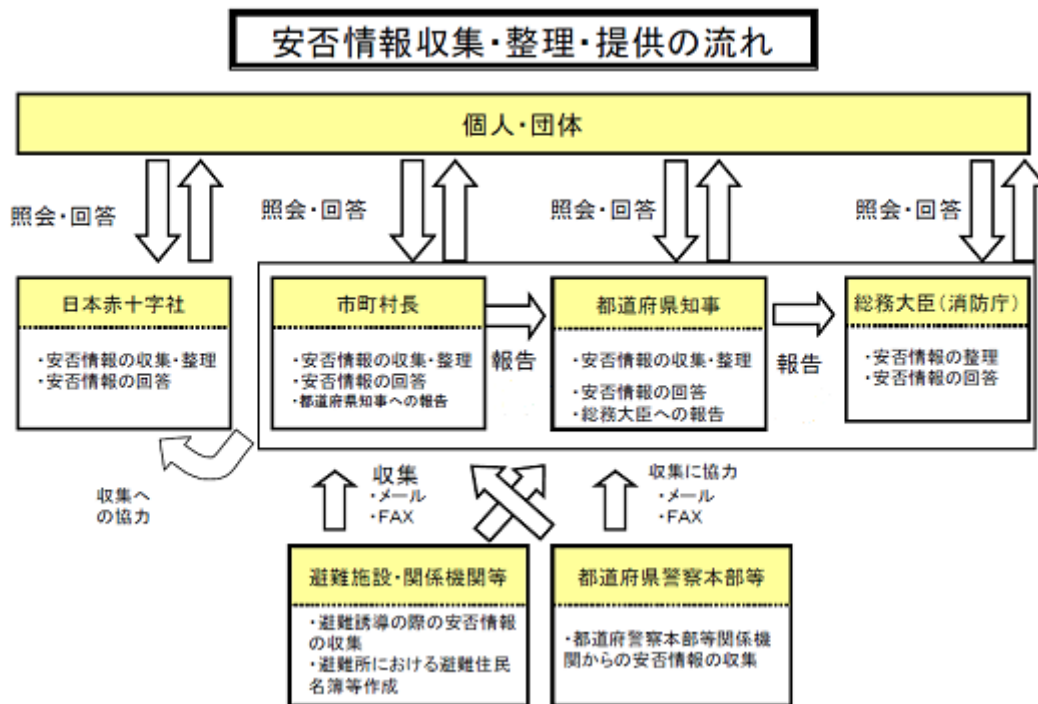 安否情報収集・整理・提供の流れ
個人・団体
照会・回答
照会・回答
照会・回答
照会・回答
日本赤十字社
・安否情報の収集・整理
・安否情報の回答
市町村長
・安否情報の収集・整理
・安否情報の回答
・都道府県知事への報告
報告
都道府県知事
・安否情報の収集・整理
・安否情報の回答
・総務大臣への報告
報告
総務大臣(消防庁)
・安否情報の整理
・安否情報の回答
収集へ
の協力
収集
・メール
・FAX
収集に協力
・メール
・FAX
避難施設・関係機関等
・避難誘導の際の安否情報
の収集
・避難所における避難住民
名簿等作成
都道府県警察本部等
・都道府警察本部等関係機
関からの安否情報の収集